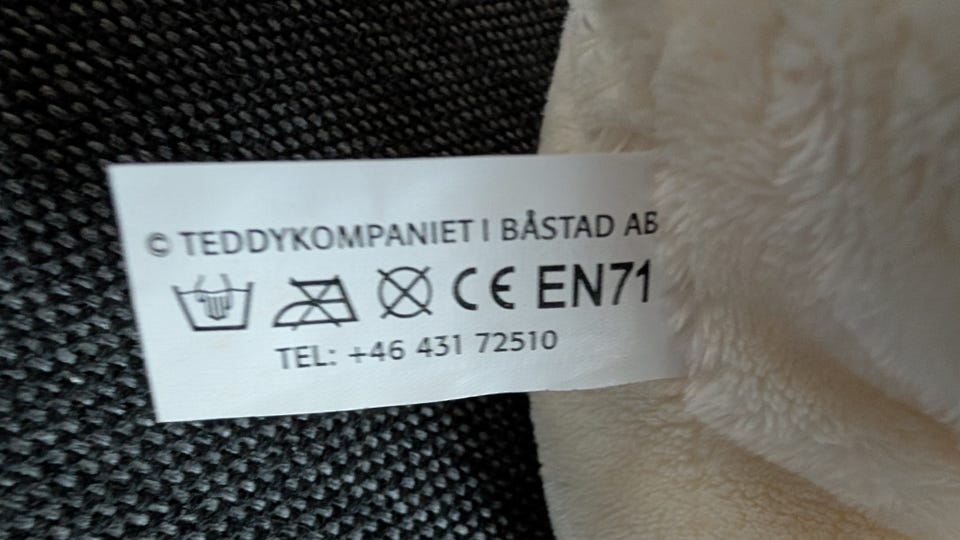 © TEDDYKOMPANIET I BÅSTAD AB
CE EN71
TEL: +46 431 72510